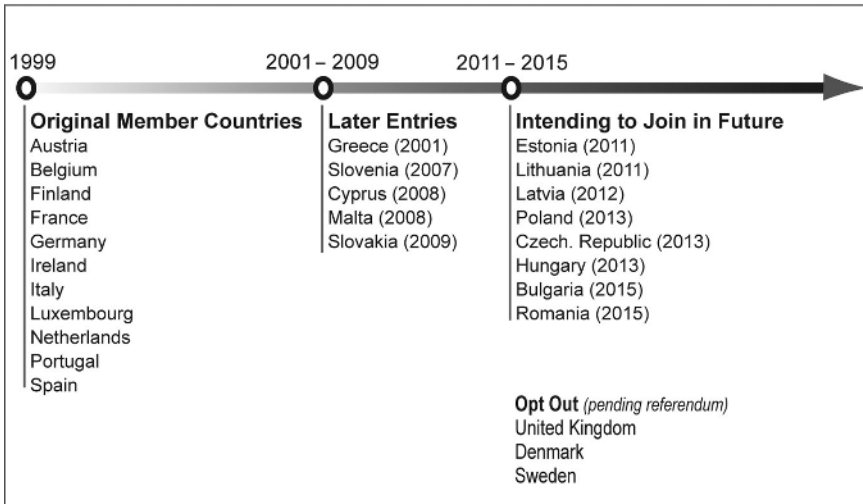 1999
2001 – 2009
2011 – 2015
Original Member Countries
Austria
Belgium
Finland
France
Germany
Ireland
Italy
Luxembourg
Netherlands
Portugal
Spain
Later Entries
Greece (2001)
Slovenia (2007)
Cyprus (2008)
Malta (2008)
Slovakia (2009)
Intending to Join in Future
Estonia (2011)
Lithuania (2011)
Latvia (2012)
Poland (2013)
Czech. Republic (2013)
Hungary (2013)
Bulgaria (2015)
Romania (2015)
Opt Out (pending referendum)
United Kingdom
Denmark
Sweden